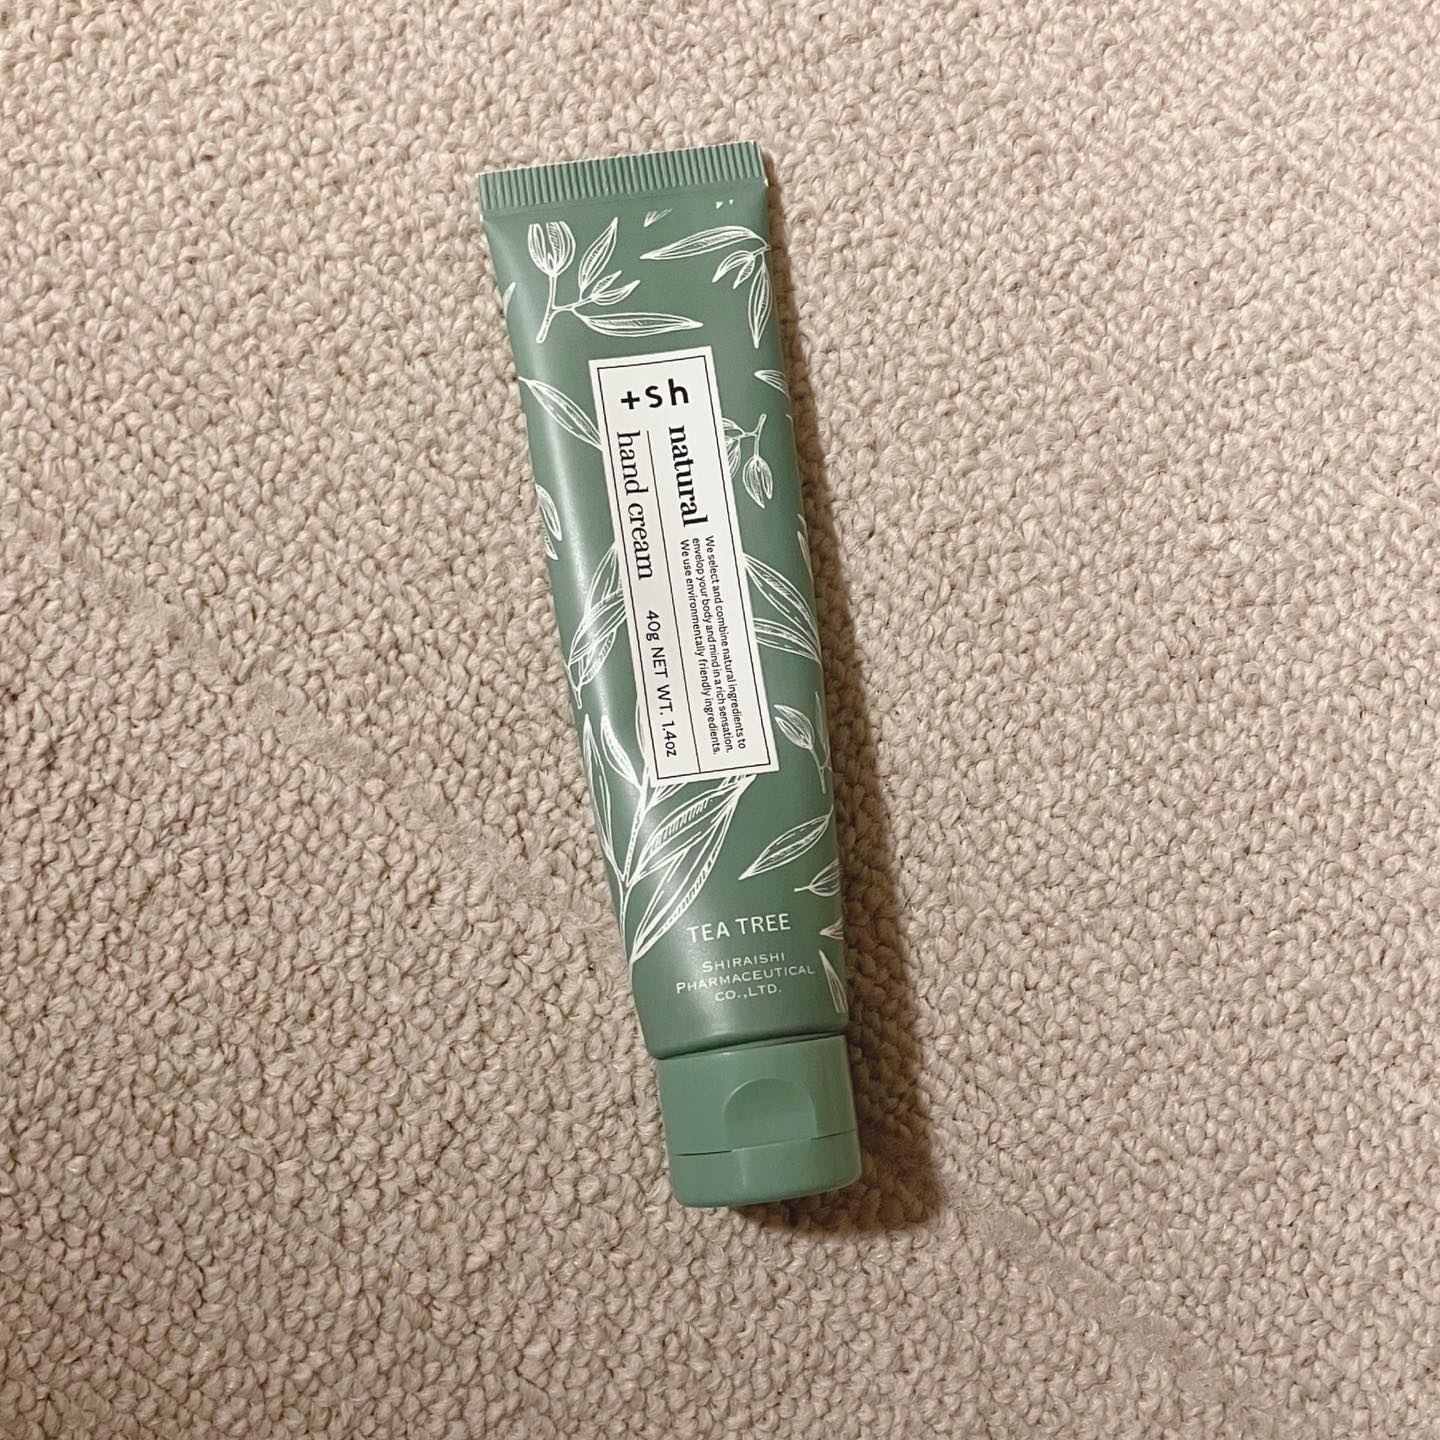 +sh
natural
We select and combine natural ingredients to
envelop your body and mind in a rich sensation.
We use environmentally friendly ingredients.
hand cream 40g NET WT. 1.4oz
TEA TREE
SHIRAISHI
PHARMACEUTICAL
CO.,LTD.